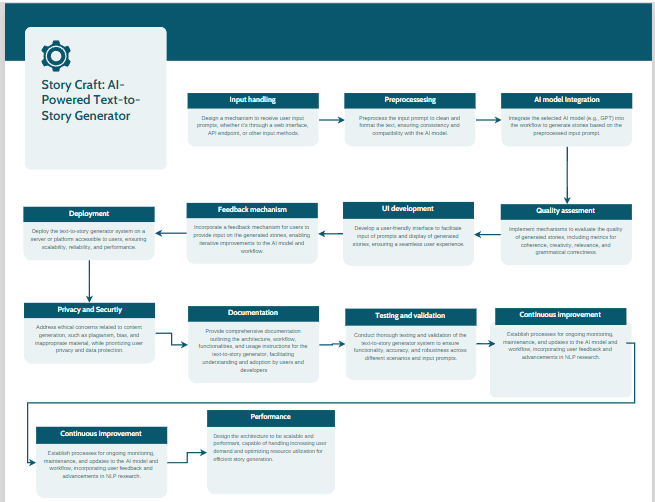 Story Craft: AI-
Powered Text-to-
Story Generator
Input handling
Design a mechanism to receive user input
prompts, whether it's through a web interface,
API endpoint, or other input methods.
Preprocsesing
Preprocess the input prompt to clean and
format the text, ensuring consistency and
compatibility with the AI model.
AI model Integration
Integrate the selected AI model (e.g., GPT) into
the workflow to generate stories based on the
preprocessed input prompt.
Deployment
Deploy the text-to-story generator system on a
server or platform accessible to users, ensuring
scalability, reliability, and performance.
Feedback mechanism
Incorporate a feedback mechanism for users to
provide input on the generated stories, enabling
iterative improvements to the AI model and
workflow.
UI development
Develop a user-friendly interface to facilitate
input of prompts and display of generated
stories, ensuring a seamless user experience.
Quality assesment
Implement mechanisms to evaluate the quality
of generated stories, including metrics for
coherence, creativity, relevance, and
grammatical correctness.
Privacy and Securtiy
Address ethical concerns related to content
generation, such as plagiarism, bias, and
inappropriate material, while prioritizing user
privacy and data protection.
Documentation
Provide comprehensive documentation
outlining the architecture, workflow,
functionalities, and usage instructions for the
text-to-story generator, facilitating
understanding and adoption by users and
developers
Testing and validation
Conduct thorough testing and validation of the
text-to-story generator system to ensure
functionality, accuracy, and robustness across
different scenarios and input prompts.
Continuous improvement
Establish processes for ongoing monitoring,
maintenance, and updates to the AI model and
workflow, incorporating user feedback and
advancements in NLP research.
Continuous improvement
Establish processes for ongoing monitoring,
maintenance, and updates to the AI model and
workflow, incorporating user feedback and
advancements in NLP research.
Performance
Design the architecture to be scalable and
performant, capable of handling increasing user
demand and optimizing resource utilization for
efficient story generation.